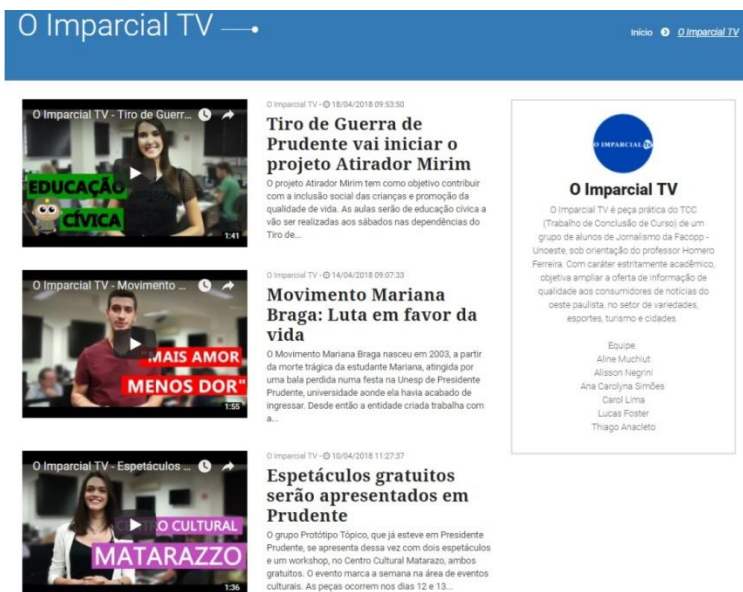 O Imparcial TV
Início O Imparcial TV
O Imparcial TV - Tiro de Guerr...
EDUCAÇÃO
CÍVICA
1:41
O Imparcial TV - 18/04/2018 09:53:50
Tiro de Guerra de
Prudente vai iniciar o
projeto Atirador Mirim
O projeto Atirador Mirim tem como objetivo contribuir
com a inclusão social das crianças e promoção da
qualidade de vida. As aulas serão de educação cívica a
vão ser realizadas aos sábados nas dependências do
Tiro de...
O Imparcial TV - Movimento ...
"MAIS AMOR
MENOS DOR"
1:55
O Imparcial TV - 14/04/2018 09:07:33
Movimento Mariana
Braga: Luta em favor da
vida
O Movimento Mariana Braga nasceu em 2003, a partir
da morte trágica da estudante Mariana, atingida por
uma bala perdida numa festa na Unesp de Presidente
Prudente, universidade aonde ela havia acabado de
ingressar. Desde então a entidade criada trabalha com
a...
O Imparcial TV - Espetáculos ...
CENTRO CULTURAL
MATARAZZO
1:36
O Imparcial TV - 10/04/2018 11:27:37
Espetáculos gratuitos
serão apresentados em
Prudente
O grupo Protótipo Tópico, que já esteve em Presidente
Prudente, se apresenta dessa vez com dois espetáculos
e um workshop, no Centro Cultural Matarazo, ambos
gratuitos. O evento marca a semana na área de eventos
culturais. As peças ocorrem nos dias 12 e 13...
O IMPARCIAL TV
O Imparcial TV
O Imparcial TV é peça prática do TCC
(Trabalho de Conclusão de Curso) de um
grupo de alunos de Jornalismo da Facopp -
Unoeste, sob orientação do professor Homero
Ferreira. Com caráter estritamente acadêmico,
objetiva ampliar a oferta de informação de
qualidade aos consumidores de notícias do
oeste paulista, no setor de variedades,
esportes, turismo e cidades.
Equipe:
Aline Muchiut
Alisson Negrini
Ana Carolyna Simões
Carol Lima
Lucas Foster
Thiago Anacleto